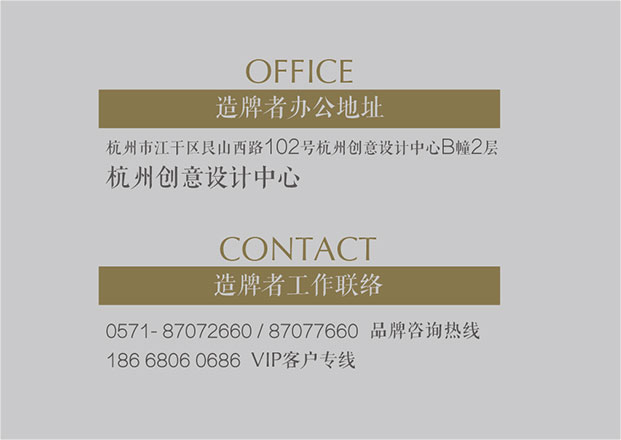 OFFICE
造牌者办公地址
杭州市江干区艮山西路102号杭州创意设计中心B幢2层
杭州创意设计中心
CONTACT
造牌者工作联络
0571- 87072660 / 87077660 品牌咨询热线
186 6806 0686 VIP客户专线